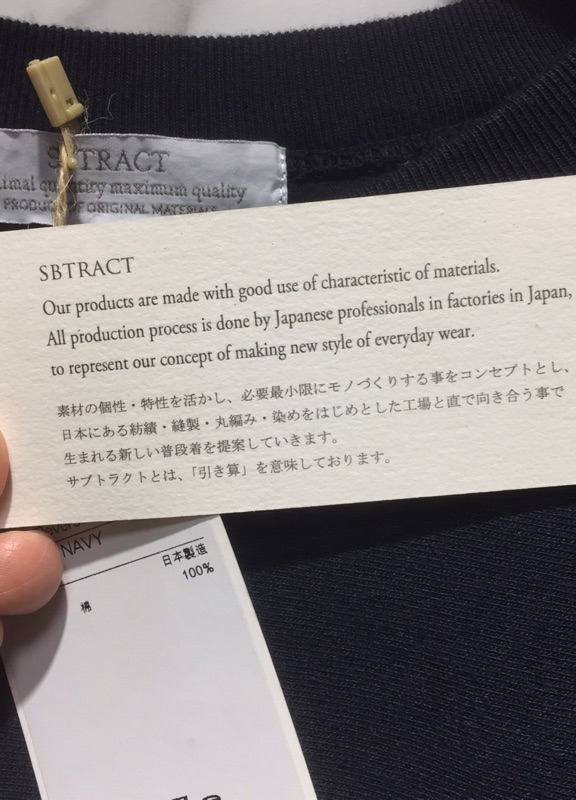 TRACT
maximum quality
ORIGINAL
SBTRACT
Our products are made with good use of characteristic of materials.
All production process is done by Japanese professionals in factories in Japan,
to represent our concept of making new style of everyday wear.
素材の個性・特性を活かし、必要最小限にモノづくりする事をコンセプトとし、
日本にある紡績・縫製・丸編み・染めをはじめとした工場と直で向き合う事で
生まれる新しい普段着を提案していきます。
サブトラクトとは、「引き算」を意味しております。
NAVY
日本製造
100%
棉